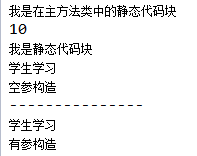 我是在主方法类中的静态代码块
10
我是静态代码块
学生学习
空参构造
---------------
学生学习
有参构造